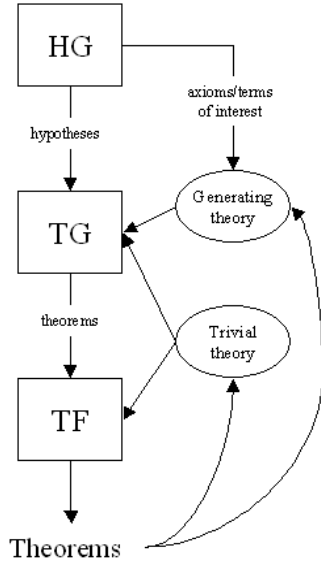 HG
axioms/terms
of interest
hypotheses
Generating
theory
TG
theorems
Trivial
theory
TF
Theorems